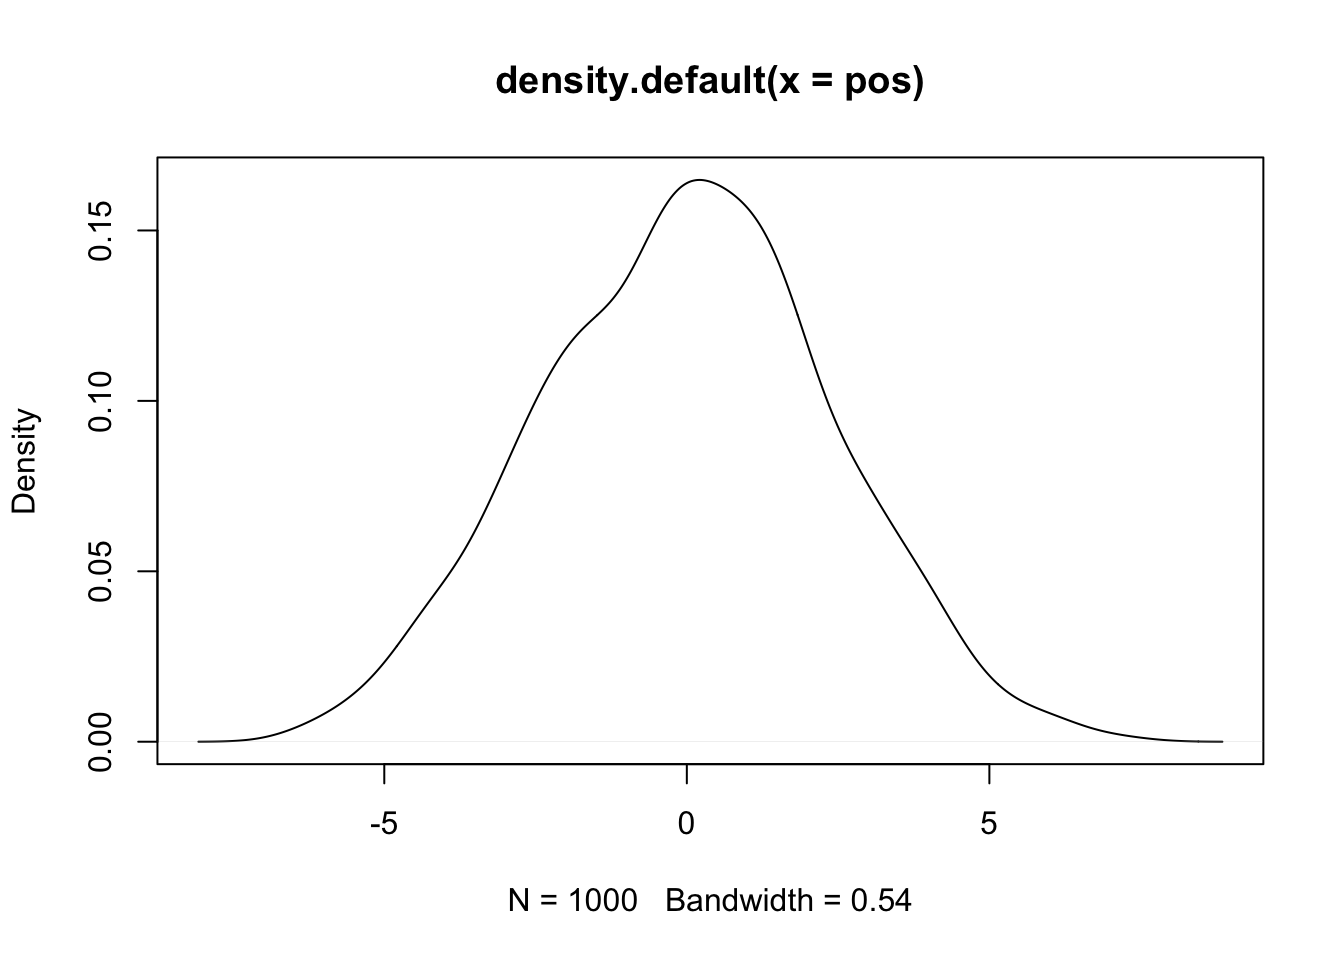 density.default(x = pos)
Density
0.15
0.10
0.05
0.00
-5 0 5
N = 1000 Bandwidth = 0.54